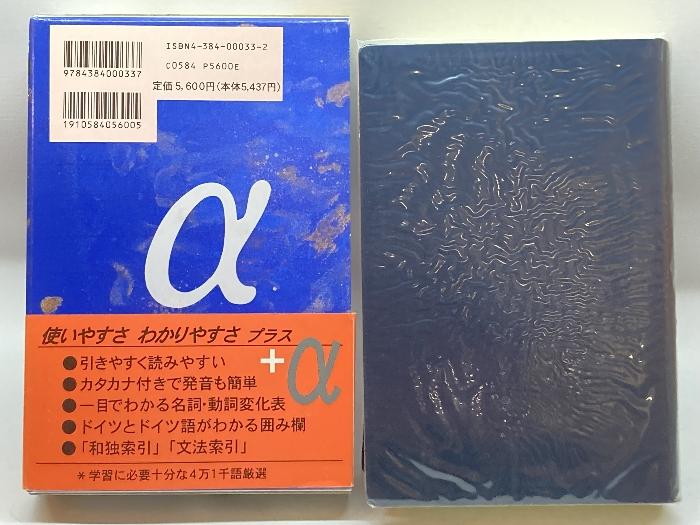 ISBN4-384-00033-2
9784384000337
C0584 P5600E
定価5,600円(本体5,437円)
1910584056005
α
使いやすさ わかりやすさ プラス
+α
●引きやすく読みやすい
●カタカナ付きで発音も簡単
●一目でわかる名詞・動詞変化表
●ドイツとドイツ語がわかる囲み欄
●「和独索引」「文法索引」
*学習に必要十分な4万1千語厳選